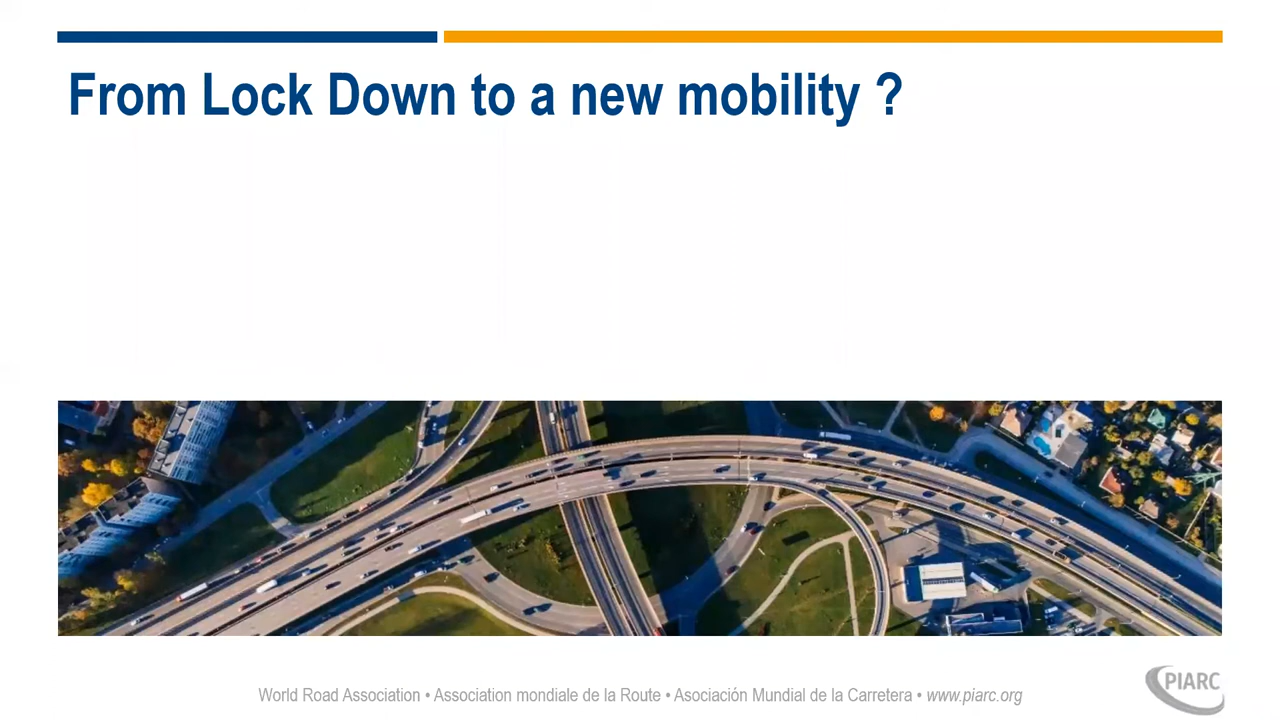 From Lock Down to a new mobility ?
World Road Association • Association mondiale de la Route • Asociación Mundial de la Carretera • www.piarc.org
PIARC